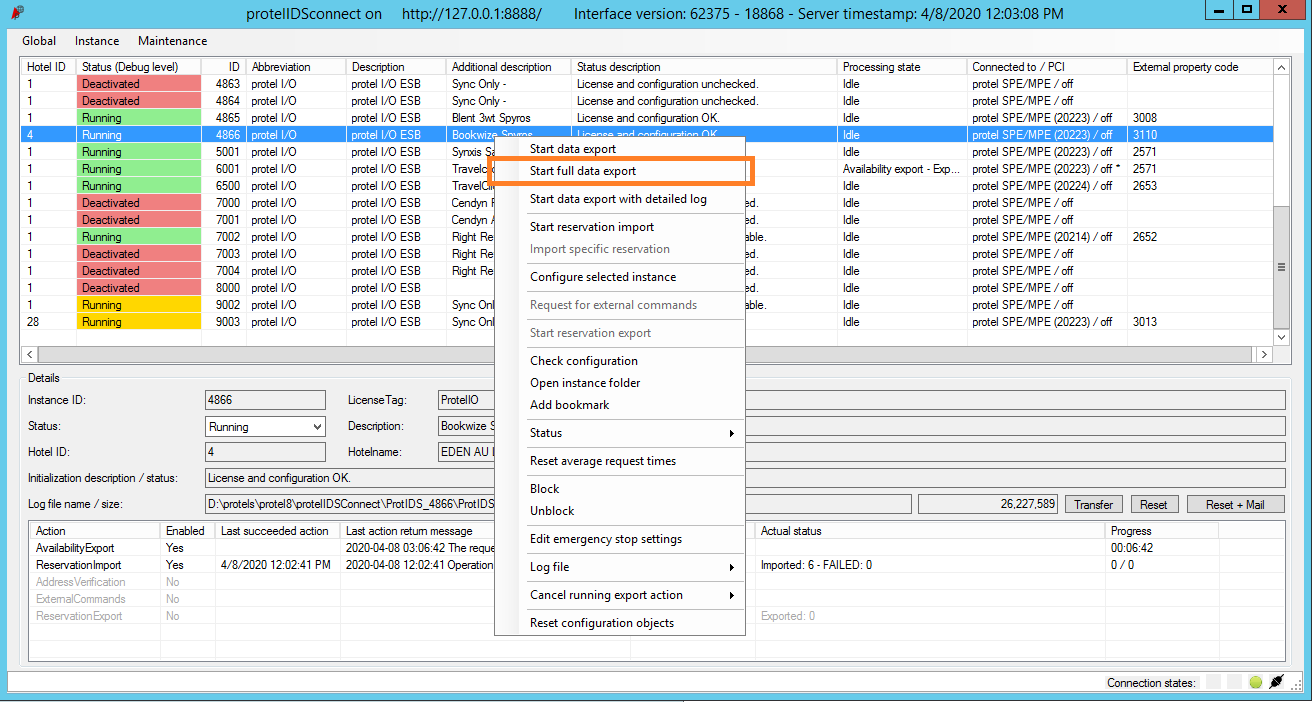 protelIDSconnect on http://127.0.0.1:8888/ Interface version: 62375 - 18868 - Server timestamp: 4/8/2020 12:03:08 PM
Global Instance Maintenance
Hotel ID Status (Debug level) ID Abbreviation Description Additional description Status description Processing state Connected to / PCI External property code
1 Deactivated 4863 protel I/O protel I/O ESB Sync Only - License and configuration unchecked. Idle protel SPE/MPE / off
1 Deactivated 4864 protel I/O protel I/O ESB Sync Only - License and configuration unchecked. Idle protel SPE/MPE / off
1 Running 4865 protel I/O protel I/O ESB Blent 3wt Spyros License and configuration OK. Idle protel SPE/MPE (20223) / off 3008
4 Running 4866 protel I/O protel I/O ESB Bookwize Spyros License and configuration OK. Idle protel SPE/MPE (20223) / off 3110
1 Running 5001 protel I/O protel I/O ESB Synxis Sa Idle protel SPE/MPE (20223) / off 2571
1 Running 6001 protel I/O protel I/O ESB Travelcl Availability export - Exp... protel SPE/MPE (20223) / off * 2571
1 Running 6500 protel I/O protel I/O ESB TravelCli Idle protel SPE/MPE (20224) / off 2653
1 Deactivated 7000 protel I/O protel I/O ESB Cendyn F ed. Idle protel SPE/MPE / off
1 Deactivated 7001 protel I/O protel I/O ESB Cendyn A ed. Idle protel SPE/MPE / off
1 Running 7002 protel I/O protel I/O ESB Right Re able. Idle protel SPE/MPE (20214) / off 2652
1 Deactivated 7003 protel I/O protel I/O ESB Right Re ed. Idle protel SPE/MPE / off
1 Deactivated 7004 protel I/O protel I/O ESB Right Re ed. Idle protel SPE/MPE / off
1 Deactivated 8000 protel I/O protel I/O ESB ed. Idle protel SPE/MPE / off
1 Running 9002 protel I/O protel I/O ESB Sync Onl able. Idle protel SPE/MPE / off
28 Running 9003 protel I/O protel I/O ESB Sync Onl Idle protel SPE/MPE (20223) / off 3013
Start data export
Start full data export
Start data export with detailed log
Start reservation import
Import specific reservation
Configure selected instance
Request for external commands
Start reservation export
Check configuration
Open instance folder
Add bookmark
Status
Reset average request times
Block
Unblock
Edit emergency stop settings
Log file
Cancel running export action
Reset configuration objects
Details
Instance ID: 4866 LicenseTag: ProtelIO
Status: Running Description: Bookwize S
Hotel ID: 4 Hotelname: EDEN AU
Initialization description / status: License and configuration OK.
Log file name / size: D:\protels\protel8\protelIDSConnect\ProtIDS_4866\ProtIDS 26,227,589 Transfer Reset Reset + Mail
Action Enabled Last succeeded action Last action return message Actual status Progress
AvailabilityExport Yes 2020-04-08 03:06:42 The reque 00:06:42
ReservationImport Yes 4/8/2020 12:02:41 PM 2020-04-08 12:02:41 Operation Imported: 6 - FAILED: 0 0 / 0
AddressVerification No
ExternalCommands No
ReservationExport No Exported: 0
Connection states: